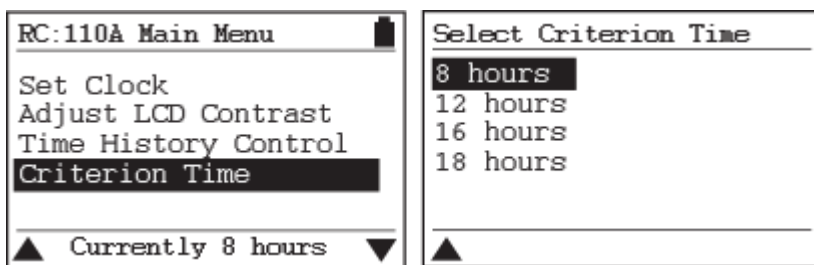 RC:110A Main Menu
Set Clock
Adjust LCD Contrast
Time History Control
Criterion Time
Currently 8 hours
Select Criterion Time
8 hours
12 hours
16 hours
18 hours